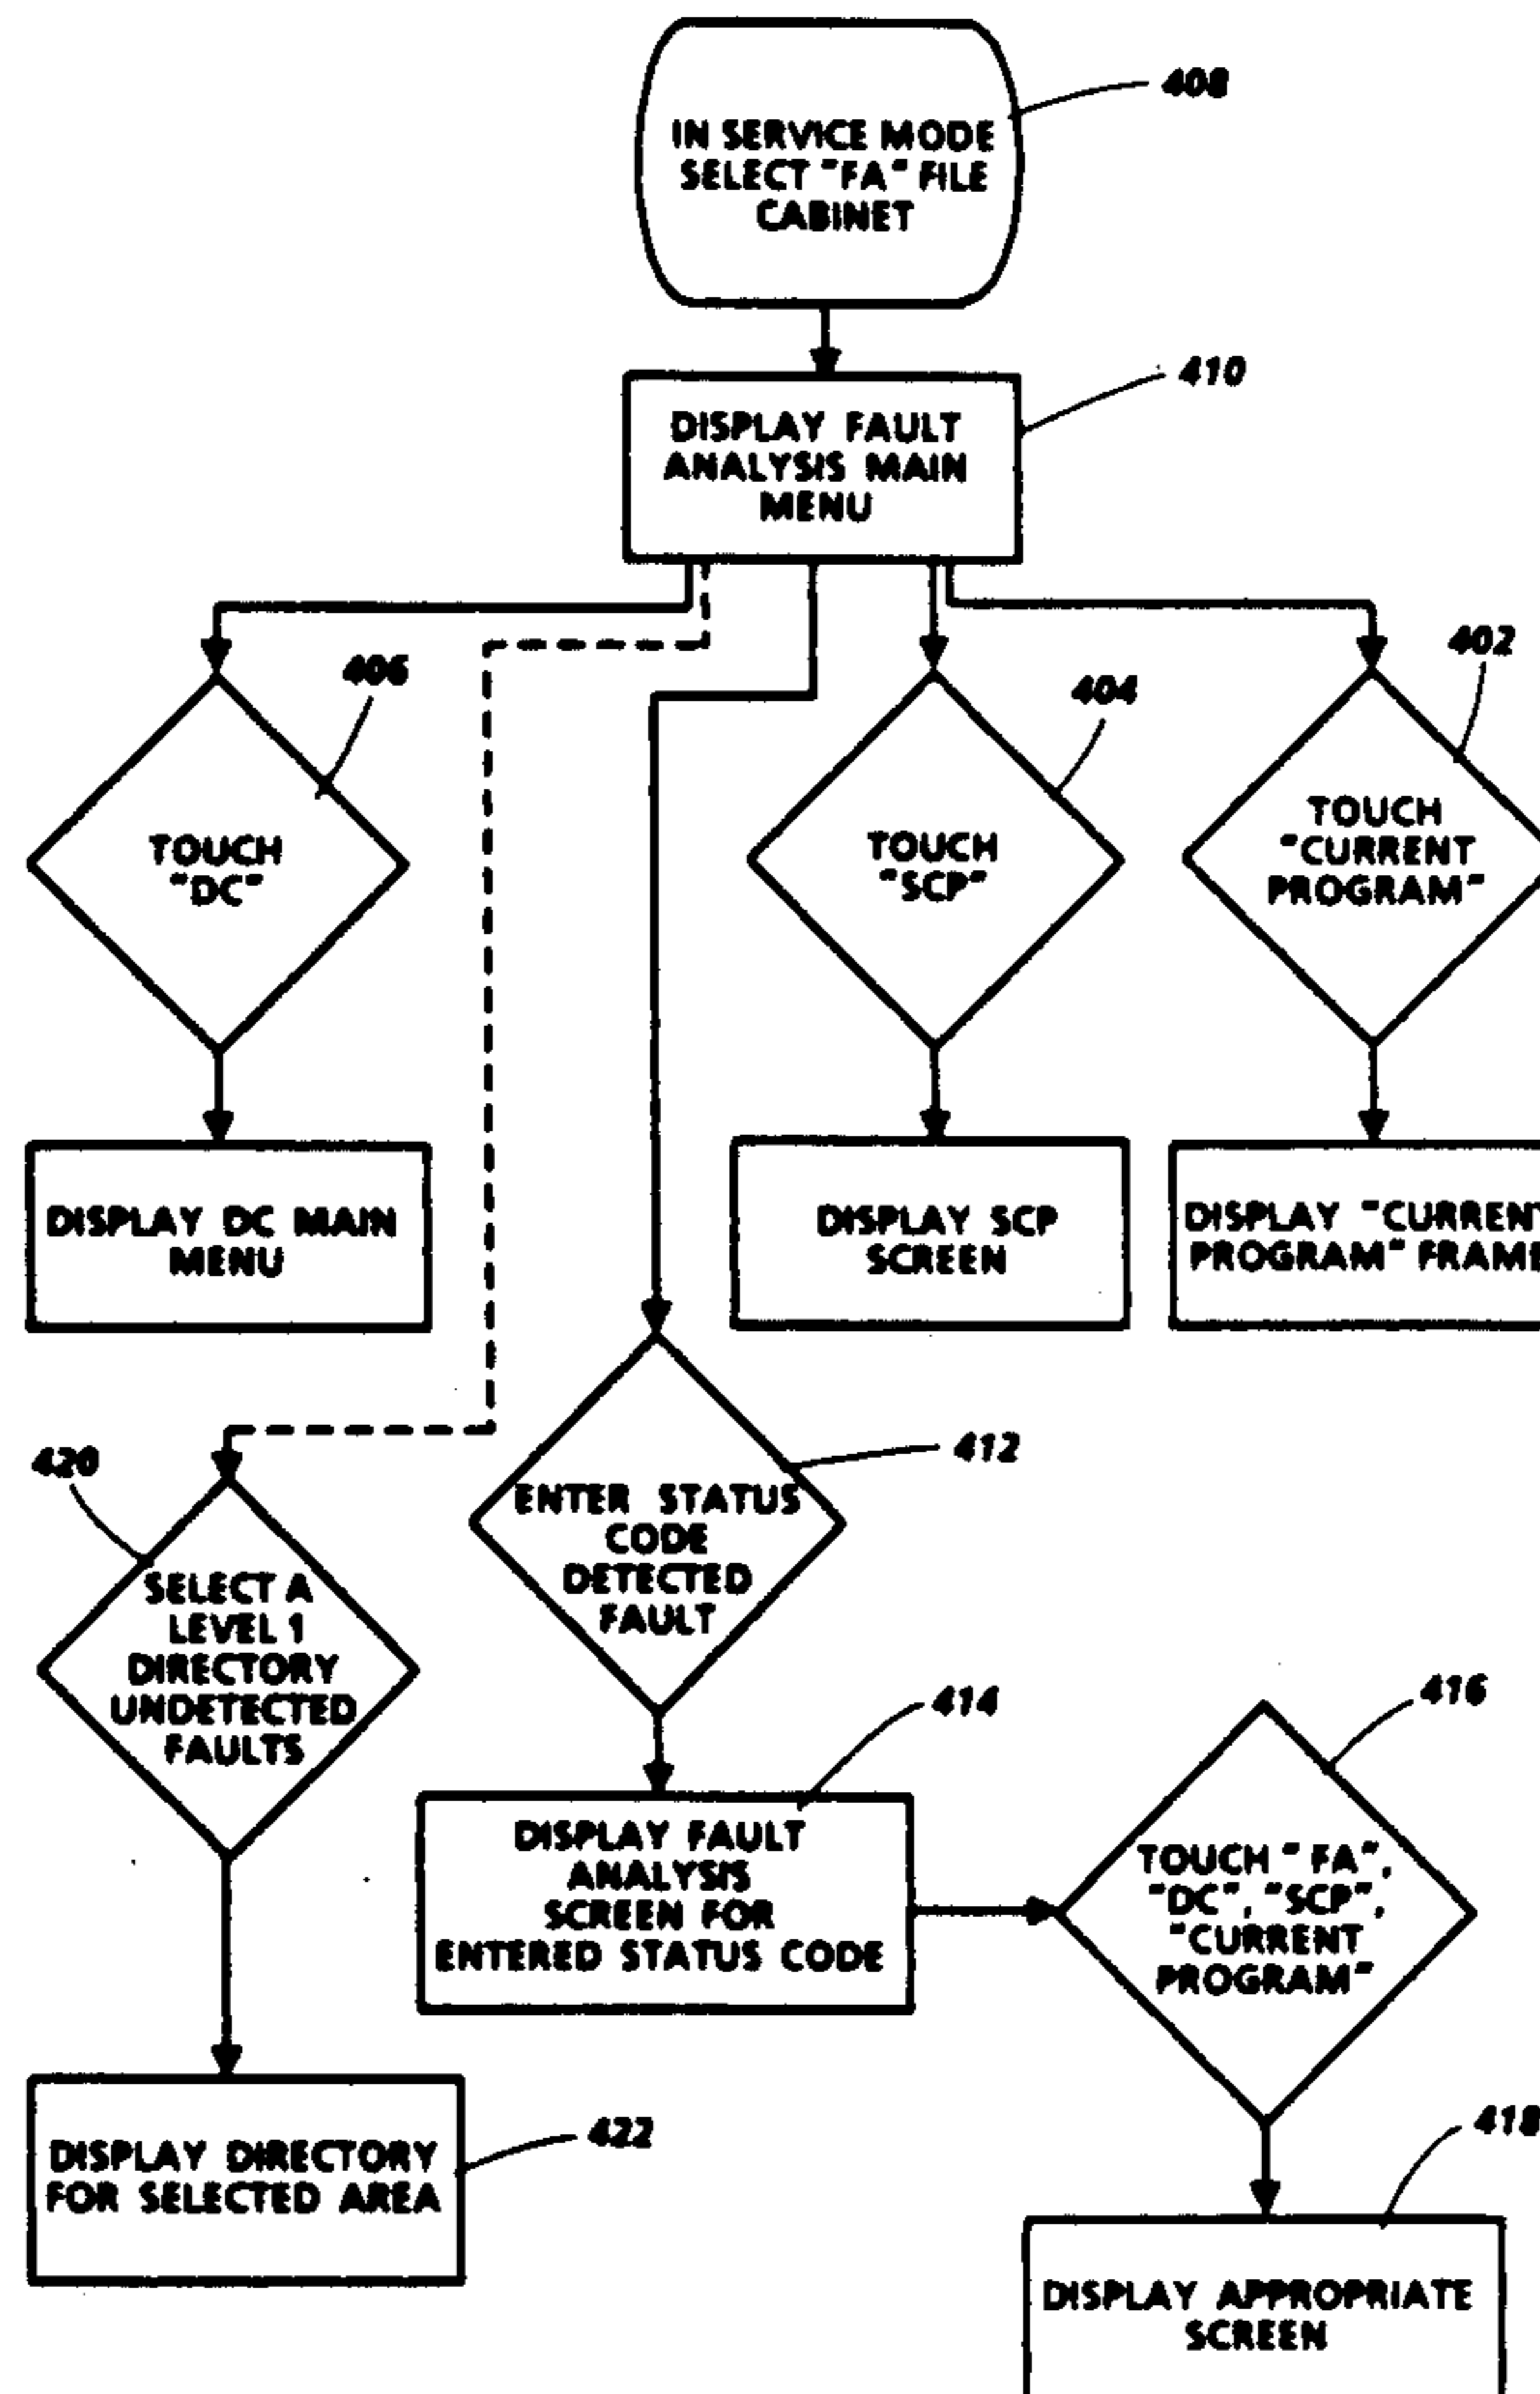 408
IN SERVICE MODE
SELECT "FA" FILE
CABINET
410
DISPLAY FAULT
ANALYSIS MAIN
MENU
406
TOUCH
"DC"
404
TOUCH
"SCP"
402
TOUCH
"CURRENT
PROGRAM"
DISPLAY DC MAIN
MENU
DISPLAY SCP
SCREEN
DISPLAY "CURRENT
PROGRAM" FRAME
420
SELECT A
LEVEL 1
DIRECTORY
UNDETECTED
FAULTS
412
ENTER STATUS
CODE
DETECTED
FAULT
414
DISPLAY FAULT
ANALYSIS
SCREEN FOR
ENTERED STATUS CODE
416
TOUCH "FA",
"DC", "SCP",
"CURRENT
PROGRAM"
422
DISPLAY DIRECTORY
FOR SELECTED AREA
418
DISPLAY APPROPRIATE
SCREEN